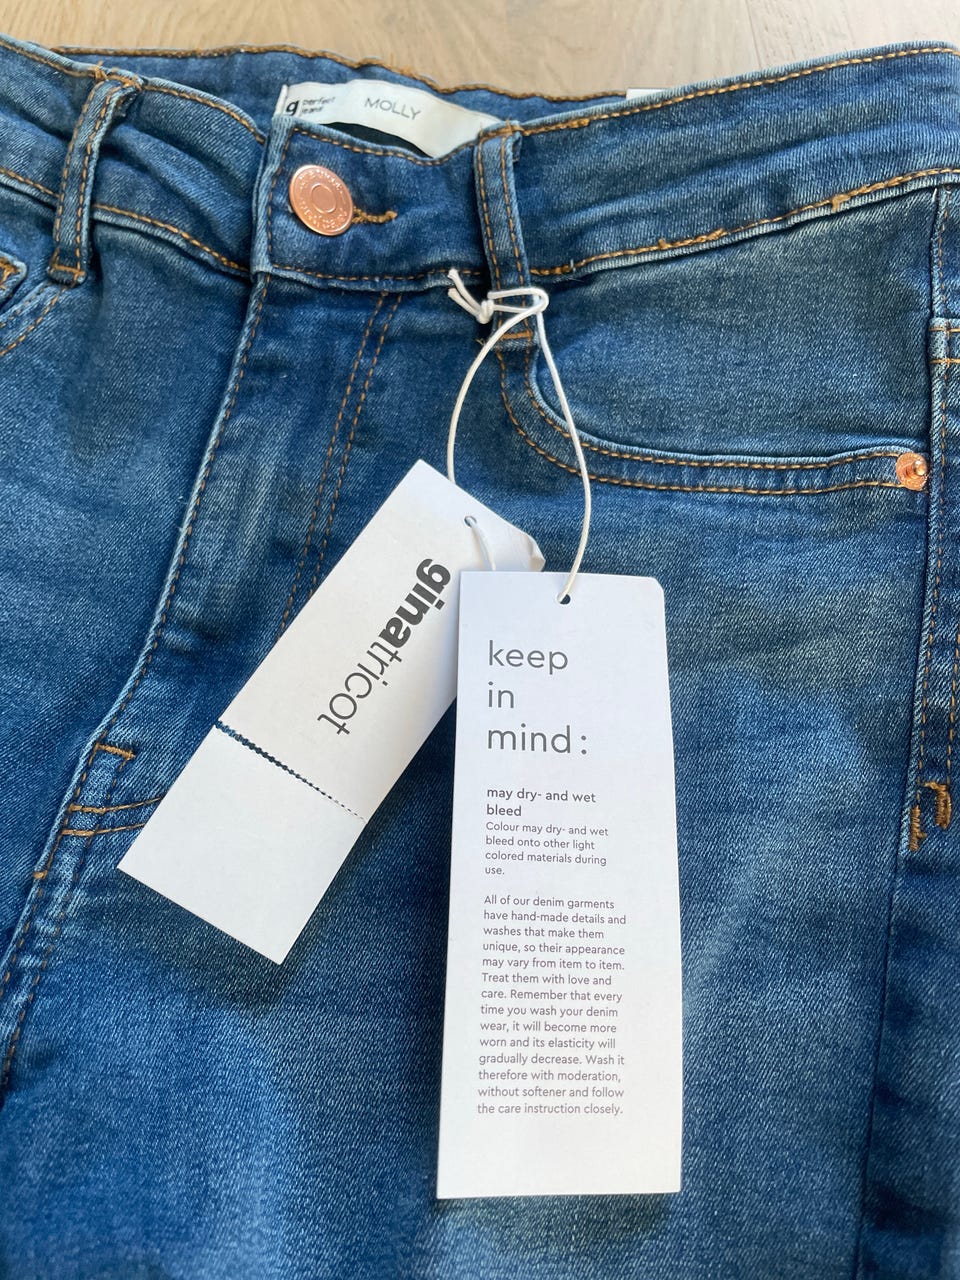 g perfect
jeans
MOLLY
ginatricot
keep
in
mind:
may dry- and wet
bleed
Colour may dry- and wet
bleed onto other light
colored materials during
use.
All of our denim garments
have hand-made details and
washes that make them
unique, so their appearance
may vary from item to item.
Treat them with love and
care. Remember that every
time you wash your denim
wear, it will become more
worn and its elasticity will
gradually decrease. Wash it
therefore with moderation,
without softener and follow
the care instruction closely.